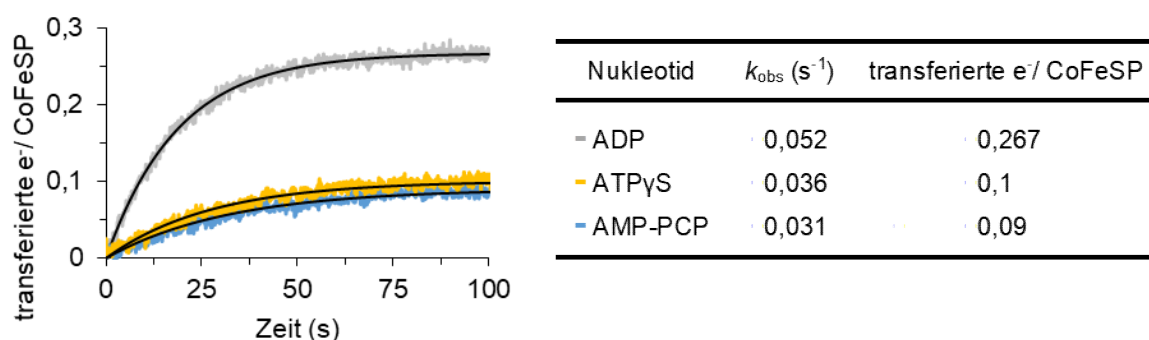 transferierte e⁻/ CoFeSP
0,3
0,2
0,1
0
0 25 50 75 100
Zeit (s)
Nukleotid k_obs (s⁻¹) transferierte e⁻/ CoFeSP
ADP 0,052 0,267
ATPγS 0,036 0,1
AMP-PCP 0,031 0,09